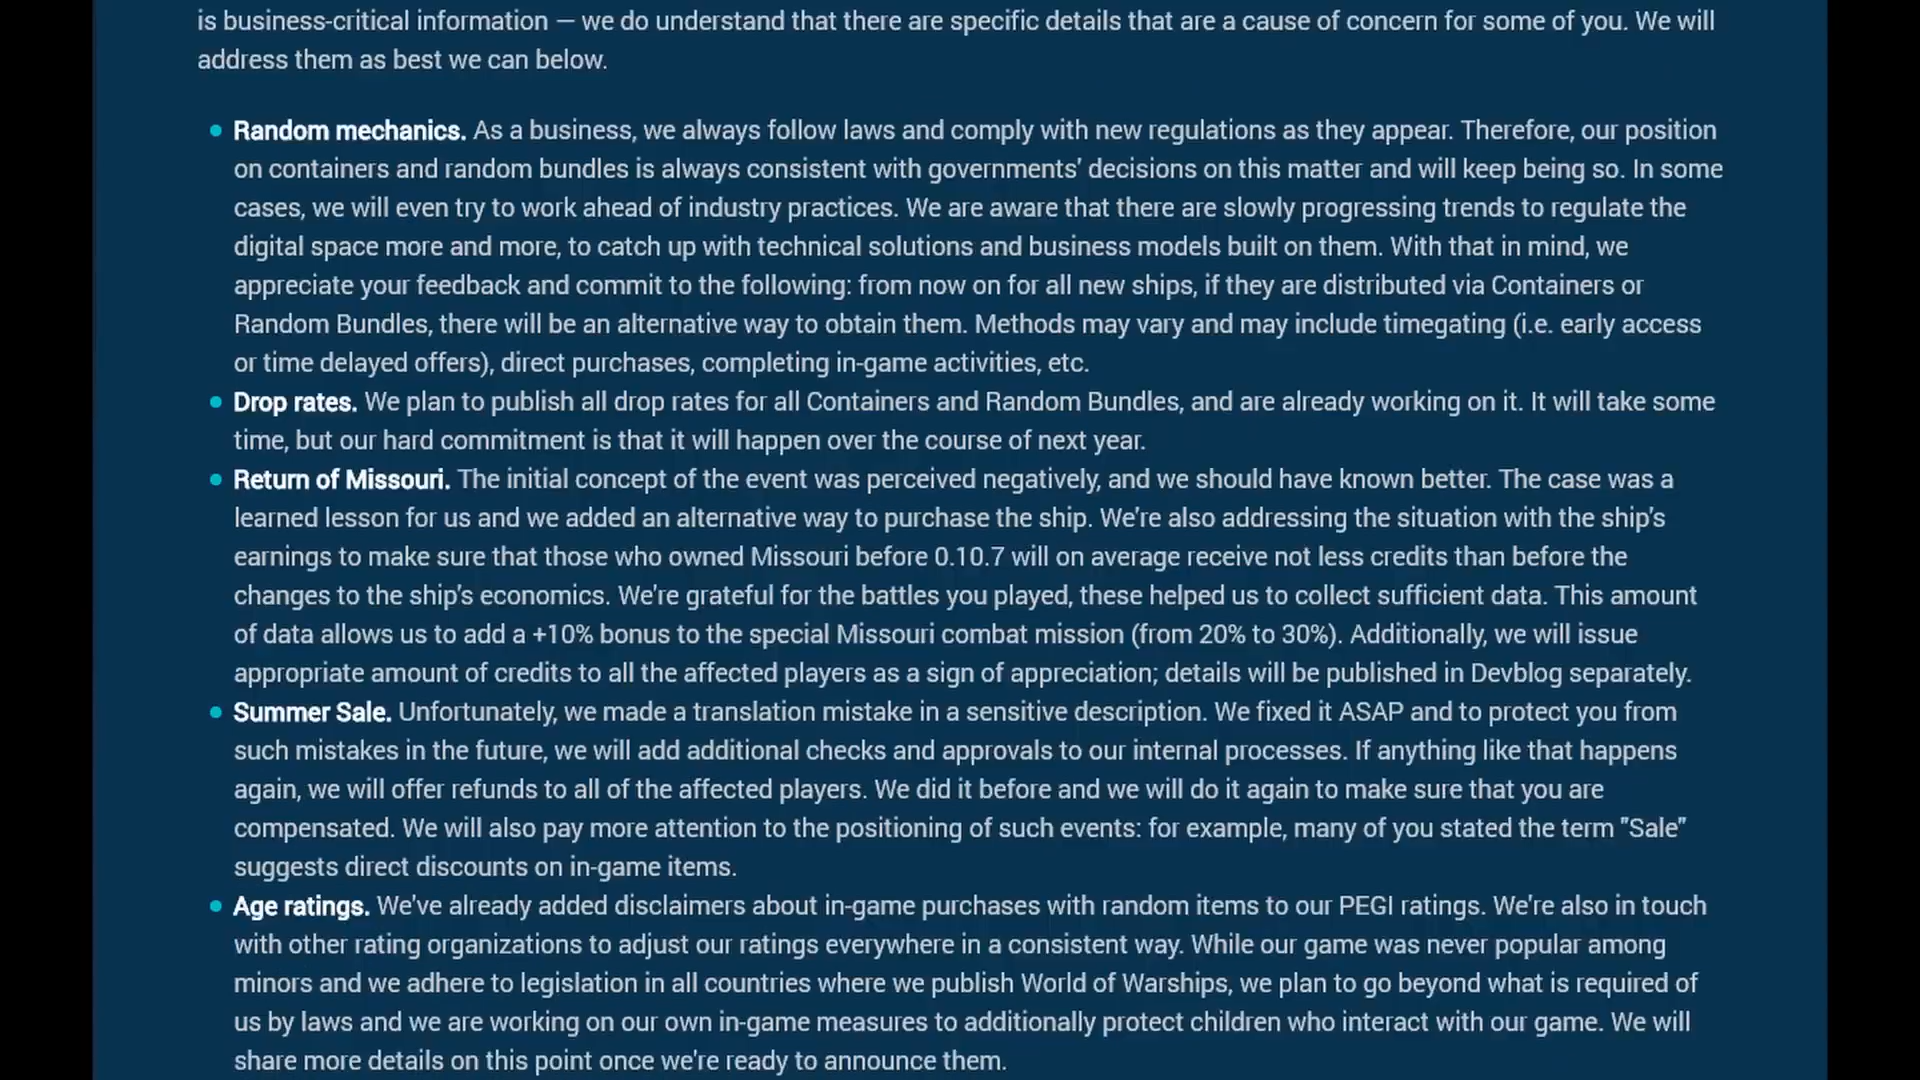 is business-critical information — we do understand that there are specific details that are a cause of concern for some of you. We will
address them as best we can below.
Random mechanics. As a business, we always follow laws and comply with new regulations as they appear. Therefore, our position
on containers and random bundles is always consistent with governments' decisions on this matter and will keep being so. In some
cases, we will even try to work ahead of industry practices. We are aware that there are slowly progressing trends to regulate the
digital space more and more, to catch up with technical solutions and business models built on them. With that in mind, we
appreciate your feedback and commit to the following: from now on for all new ships, if they are distributed via Containers or
Random Bundles, there will be an alternative way to obtain them. Methods may vary and may include timegating (i.e. early access
or time delayed offers), direct purchases, completing in-game activities, etc.
Drop rates. We plan to publish all drop rates for all Containers and Random Bundles, and are already working on it. It will take some
time, but our hard commitment is that it will happen over the course of next year.
Return of Missouri. The initial concept of the event was perceived negatively, and we should have known better. The case was a
learned lesson for us and we added an alternative way to purchase the ship. We're also addressing the situation with the ship's
earnings to make sure that those who owned Missouri before 0.10.7 will on average receive not less credits than before the
changes to the ship's economics. We're grateful for the battles you played, these helped us to collect sufficient data. This amount
of data allows us to add a +10% bonus to the special Missouri combat mission (from 20% to 30%). Additionally, we will issue
appropriate amount of credits to all the affected players as a sign of appreciation; details will be published in Devblog separately.
Summer Sale. Unfortunately, we made a translation mistake in a sensitive description. We fixed it ASAP and to protect you from
such mistakes in the future, we will add additional checks and approvals to our internal processes. If anything like that happens
again, we will offer refunds to all of the affected players. We did it before and we will do it again to make sure that you are
compensated. We will also pay more attention to the positioning of such events: for example, many of you stated the term "Sale"
suggests direct discounts on in-game items.
Age ratings. We've already added disclaimers about in-game purchases with random items to our PEGI ratings. We're also in touch
with other rating organizations to adjust our ratings everywhere in a consistent way. While our game was never popular among
minors and we adhere to legislation in all countries where we publish World of Warships, we plan to go beyond what is required of
us by laws and we are working on our own in-game measures to additionally protect children who interact with our game. We will
share more details on this point once we're ready to announce them.